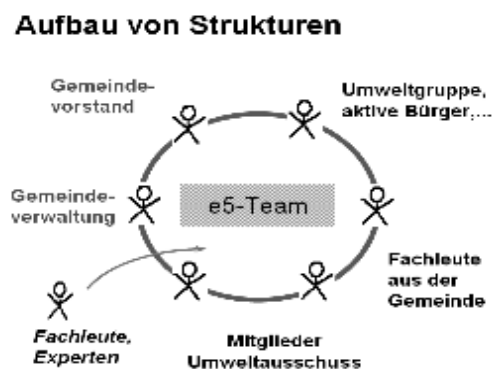 Aufbau von Strukturen
Gemeinde-
vorstand
Umweltgruppe,
aktive Bürger,...
Gemeinde-
verwaltung
e5-Team
Fachleute
aus der
Gemeinde
Fachleute,
Experten
Mitglieder
Umweltausschuss